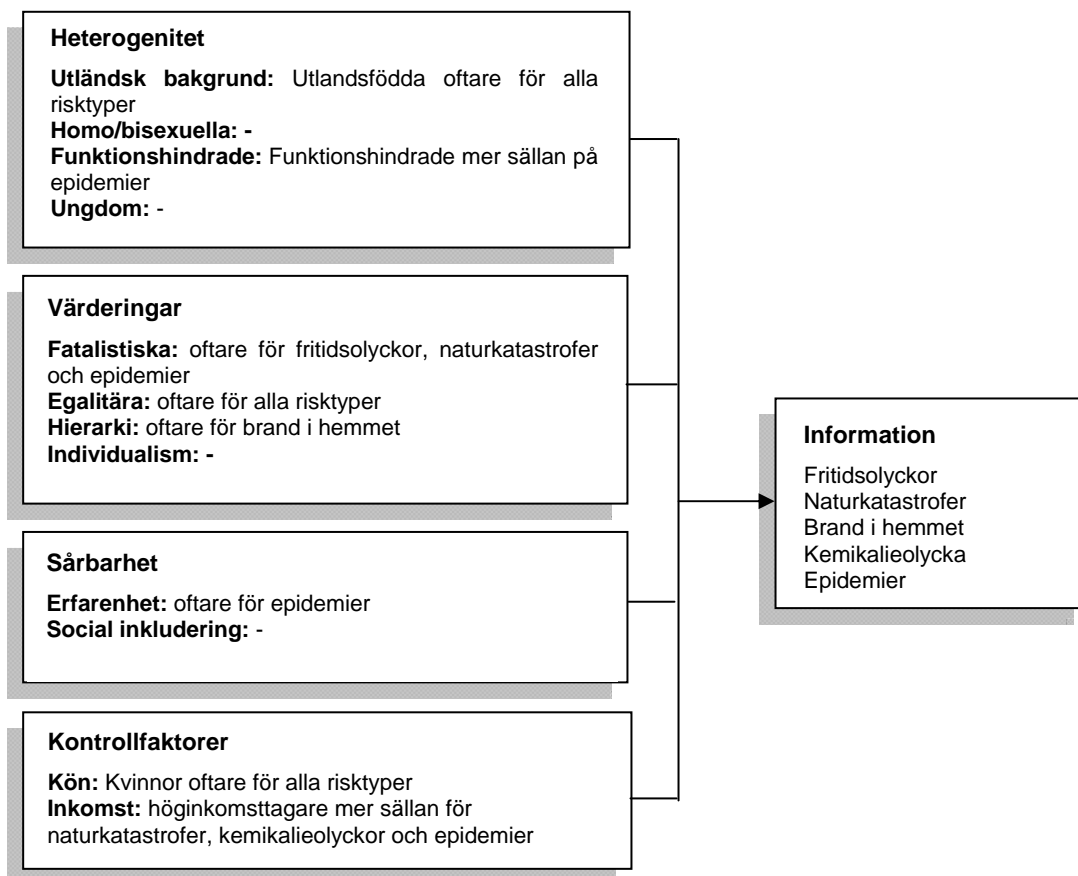 Heterogenitet
Utländsk bakgrund: Utlandsfödda oftare för alla
risktyper
Homo/bisexuella: -
Funktionshindrade: Funktionshindrade mer sällan på
epidemier
Ungdom: -
Värderingar
Fatalistiska: oftare för fritidsolyckor, naturkatastrofer
och epidemier
Egalitära: oftare för alla risktyper
Hierarki: oftare för brand i hemmet
Individualism: -
Sårbarhet
Erfarenhet: oftare för epidemier
Social inkludering: -
Kontrollfaktorer
Kön: Kvinnor oftare för alla risktyper
Inkomst: höginkomsttagare mer sällan för
naturkatastrofer, kemikalieolyckor och epidemier
Information
Fritidsolyckor
Naturkatastrofer
Brand i hemmet
Kemikalieolycka
Epidemier